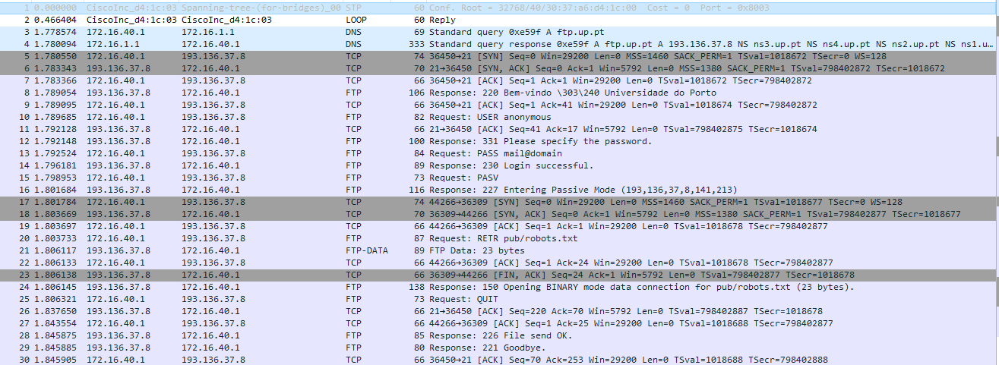 1 0.000000 CiscoInc_d4:1c:03 Spanning-tree-(for-bridges)_00 STP 60 Conf. Root = 32768/40/30:37:a6:d4:1c:00 Cost = 0 Port = 0x8003
2 0.466404 CiscoInc_d4:1c:03 CiscoInc_d4:1c:03 LOOP 60 Reply
3 1.778574 172.16.40.1 172.16.1.1 DNS 69 Standard query 0xe59f A ftp.up.pt
4 1.780094 172.16.1.1 172.16.40.1 DNS 333 Standard query response 0xe59f A ftp.up.pt A 193.136.37.8 NS ns3.up.pt NS ns4.up.pt NS ns2.up.pt NS ns1.u…
5 1.780550 172.16.40.1 193.136.37.8 TCP 74 36450→21 [SYN] Seq=0 Win=29200 Len=0 MSS=1460 SACK_PERM=1 TSval=1018672 TSecr=0 WS=128
6 1.783343 193.136.37.8 172.16.40.1 TCP 70 21→36450 [SYN, ACK] Seq=0 Ack=1 Win=5792 Len=0 MSS=1380 SACK_PERM=1 TSval=798402872 TSecr=1018672
7 1.783366 172.16.40.1 193.136.37.8 TCP 66 36450→21 [ACK] Seq=1 Ack=1 Win=29200 Len=0 TSval=1018672 TSecr=798402872
8 1.789054 193.136.37.8 172.16.40.1 FTP 106 Response: 220 Bem-vindo \303\240 Universidade do Porto
9 1.789095 172.16.40.1 193.136.37.8 TCP 66 36450→21 [ACK] Seq=1 Ack=41 Win=29200 Len=0 TSval=1018674 TSecr=798402872
10 1.789685 172.16.40.1 193.136.37.8 FTP 82 Request: USER anonymous
11 1.792128 193.136.37.8 172.16.40.1 TCP 66 21→36450 [ACK] Seq=41 Ack=17 Win=5792 Len=0 TSval=798402875 TSecr=1018674
12 1.792148 193.136.37.8 172.16.40.1 FTP 100 Response: 331 Please specify the password.
13 1.792524 172.16.40.1 193.136.37.8 FTP 84 Request: PASS mail@domain
14 1.796181 193.136.37.8 172.16.40.1 FTP 89 Response: 230 Login successful.
15 1.798953 172.16.40.1 193.136.37.8 FTP 73 Request: PASV
16 1.801684 193.136.37.8 172.16.40.1 FTP 116 Response: 227 Entering Passive Mode (193,136,37,8,141,213)
17 1.801784 172.16.40.1 193.136.37.8 TCP 74 44266→36309 [SYN] Seq=0 Win=29200 Len=0 MSS=1460 SACK_PERM=1 TSval=1018677 TSecr=0 WS=128
18 1.803669 193.136.37.8 172.16.40.1 TCP 70 36309→44266 [SYN, ACK] Seq=0 Ack=1 Win=5792 Len=0 MSS=1380 SACK_PERM=1 TSval=798402877 TSecr=1018677
19 1.803697 172.16.40.1 193.136.37.8 TCP 66 44266→36309 [ACK] Seq=1 Ack=1 Win=29200 Len=0 TSval=1018678 TSecr=798402877
20 1.803733 172.16.40.1 193.136.37.8 FTP 87 Request: RETR pub/robots.txt
21 1.806117 193.136.37.8 172.16.40.1 FTP-DATA 89 FTP Data: 23 bytes
22 1.806133 172.16.40.1 193.136.37.8 TCP 66 44266→36309 [ACK] Seq=1 Ack=24 Win=29200 Len=0 TSval=1018678 TSecr=798402877
23 1.806138 193.136.37.8 172.16.40.1 TCP 66 36309→44266 [FIN, ACK] Seq=24 Ack=1 Win=5792 Len=0 TSval=798402877 TSecr=1018678
24 1.806145 193.136.37.8 172.16.40.1 FTP 138 Response: 150 Opening BINARY mode data connection for pub/robots.txt (23 bytes).
25 1.806321 172.16.40.1 193.136.37.8 FTP 73 Request: QUIT
26 1.837650 193.136.37.8 172.16.40.1 TCP 66 21→36450 [ACK] Seq=220 Ack=70 Win=5792 Len=0 TSval=798402887 TSecr=1018678
27 1.843554 172.16.40.1 193.136.37.8 TCP 66 44266→36309 [ACK] Seq=1 Ack=25 Win=29200 Len=0 TSval=1018688 TSecr=798402877
28 1.845875 193.136.37.8 172.16.40.1 FTP 85 Response: 226 File send OK.
29 1.845885 193.136.37.8 172.16.40.1 FTP 80 Response: 221 Goodbye.
30 1.845905 172.16.40.1 193.136.37.8 TCP 66 36450→21 [ACK] Seq=70 Ack=253 Win=29200 Len=0 TSval=1018688 TSecr=798402888